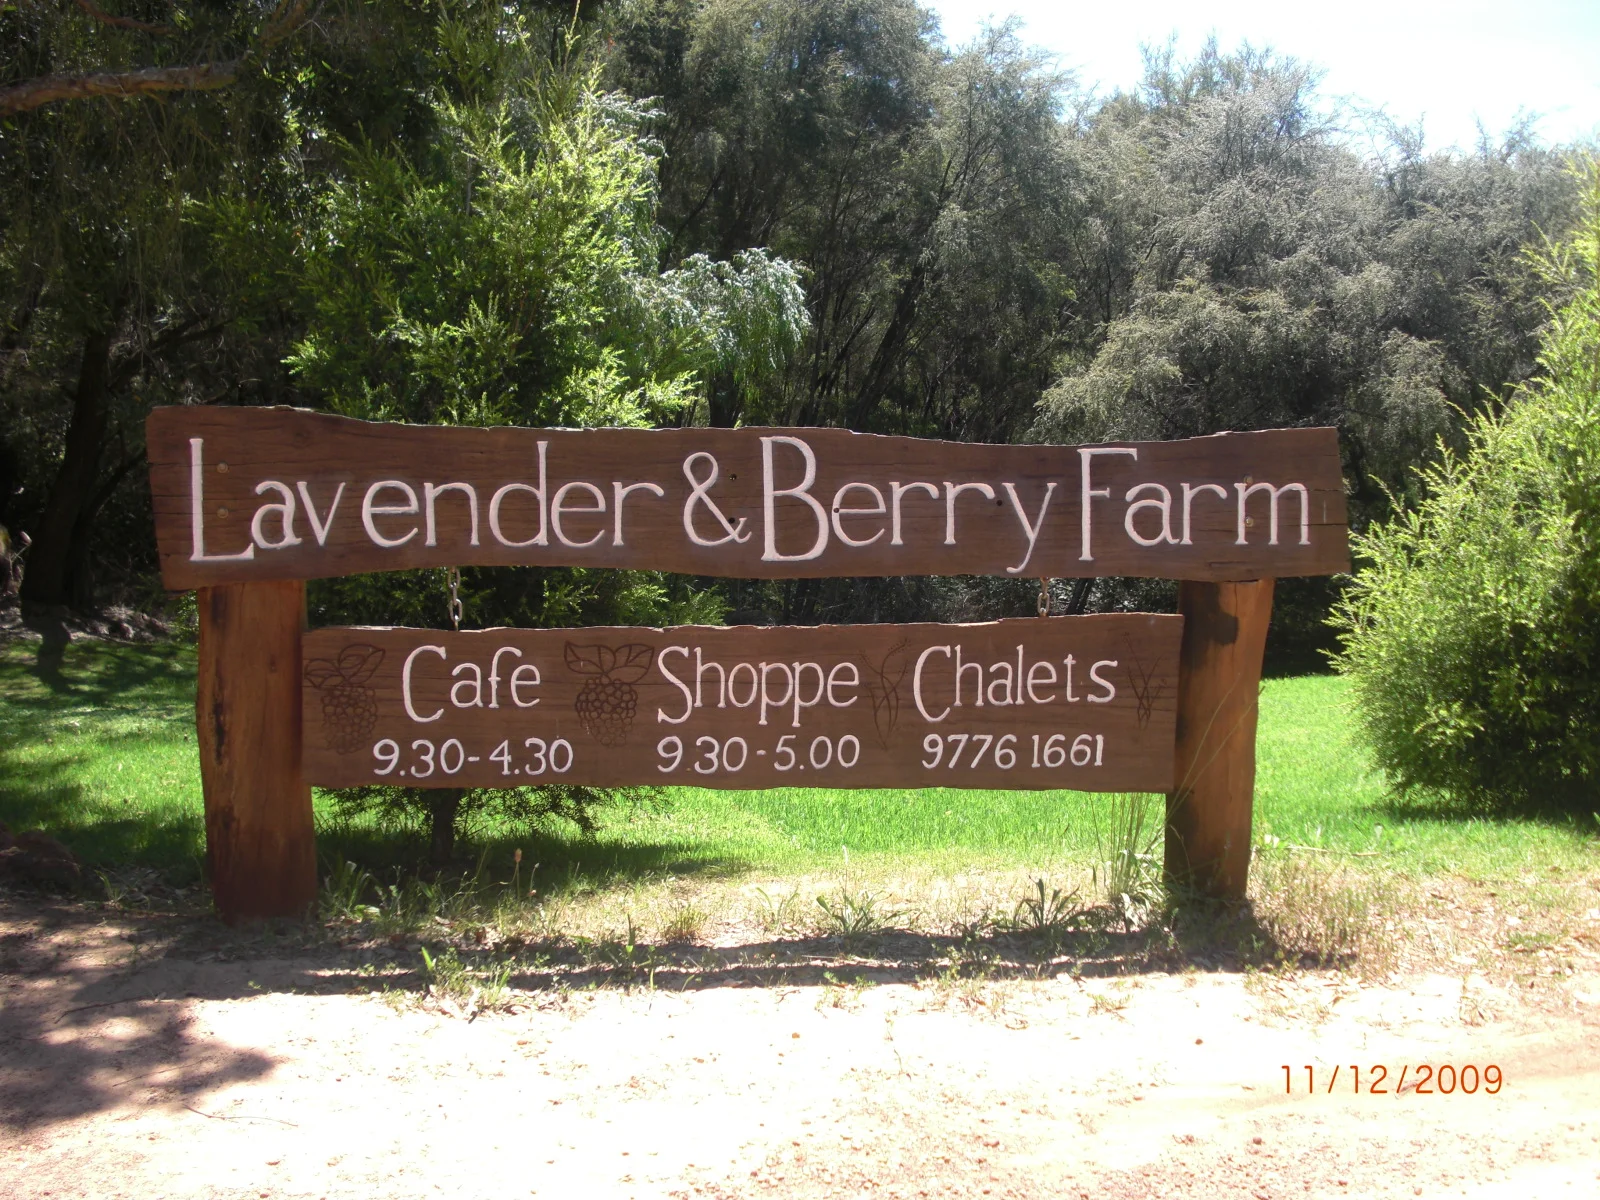 Lavender & Berry Farm
Cafe Shoppe Chalets
9.30-4.30 9.30-5.00 9776 1661
11/12/2009